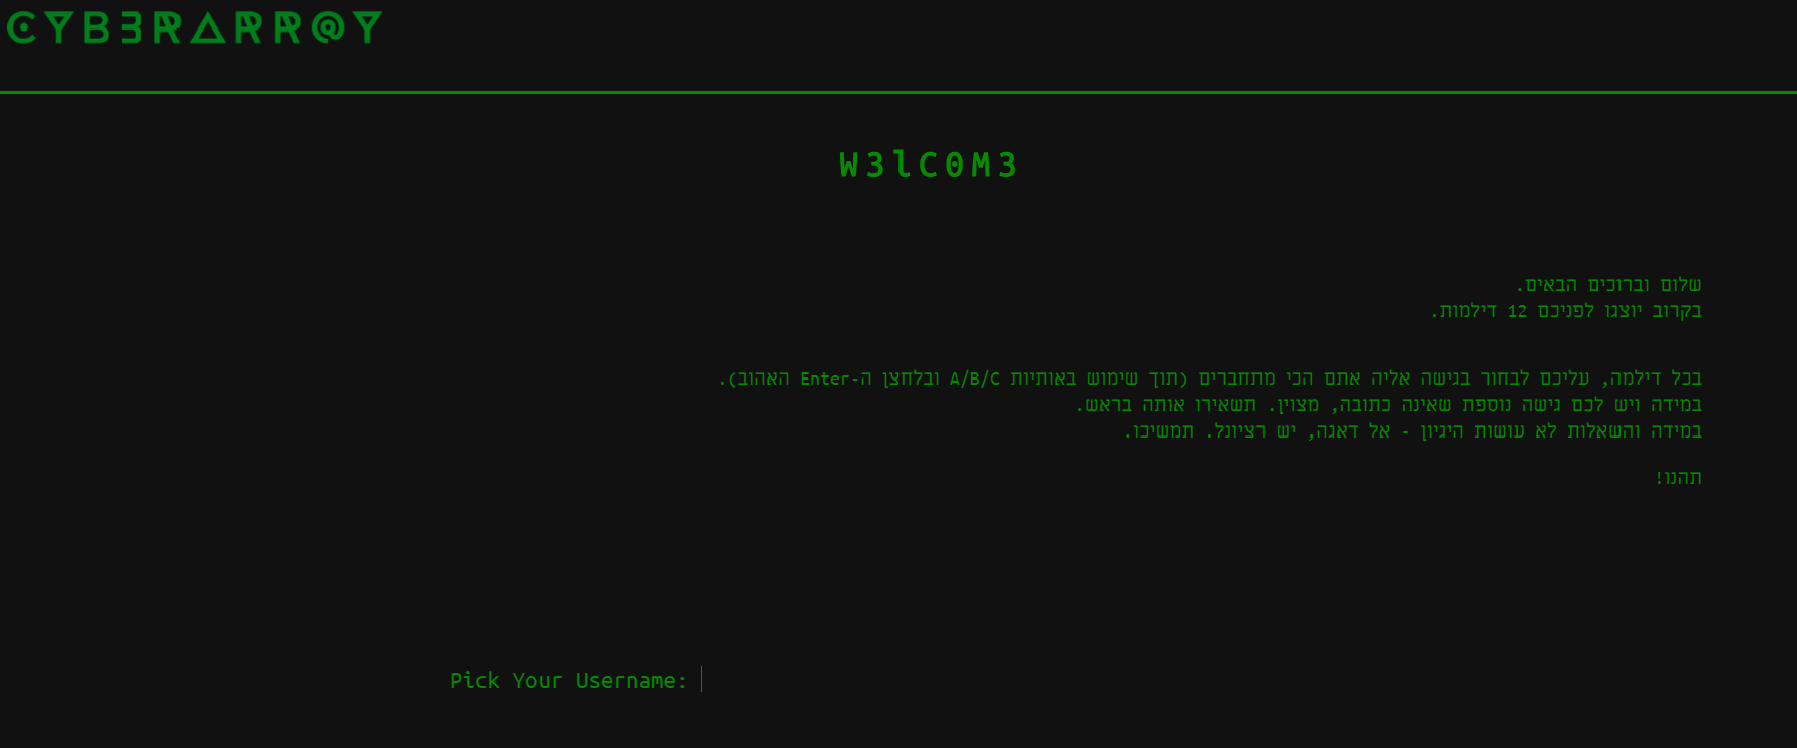 CYB3RARR@Y
W3lC0M3
שלום וברוכים הבאים.
בקרוב יוצגו לפניכם 12 דילמות.
בכל דילמה, עליכם לבחור בגישה אליה אתם הכי מתחברים (תוך שימוש באותיות A/B/C ובלחצן ה-Enter האהוב).
במידה ויש לכם גישה נוספת שאינה כתובה, מצוין. תשאירו אותה בראש.
במידה והשאלות לא עושות היגיון - אל דאגה, יש רציונל. תמשיכו.
תהנו!
Pick Your Username: